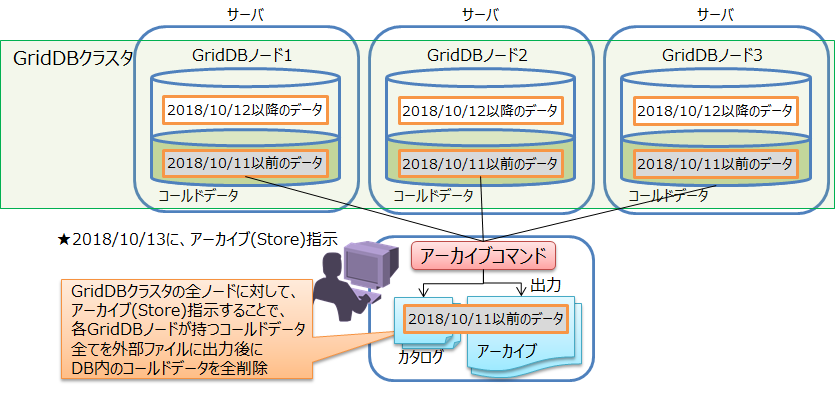 サーバ
サーバ
サーバ
GridDBクラスタ
GridDBノード1
GridDBノード2
GridDBノード3
2018/10/12以降のデータ
2018/10/12以降のデータ
2018/10/12以降のデータ
2018/10/11以前のデータ
2018/10/11以前のデータ
2018/10/11以前のデータ
コールドデータ
コールドデータ
コールドデータ
★2018/10/13に、アーカイブ(Store)指示
アーカイブコマンド
出力
GridDBクラスタの全ノードに対して、
アーカイブ(Store)指示することで、
各GridDBノードが持つコールドデータ
全てを外部ファイルに出力後に
DB内のコールドデータを全削除
2018/10/11以前のデータ
カタログ
アーカイブ